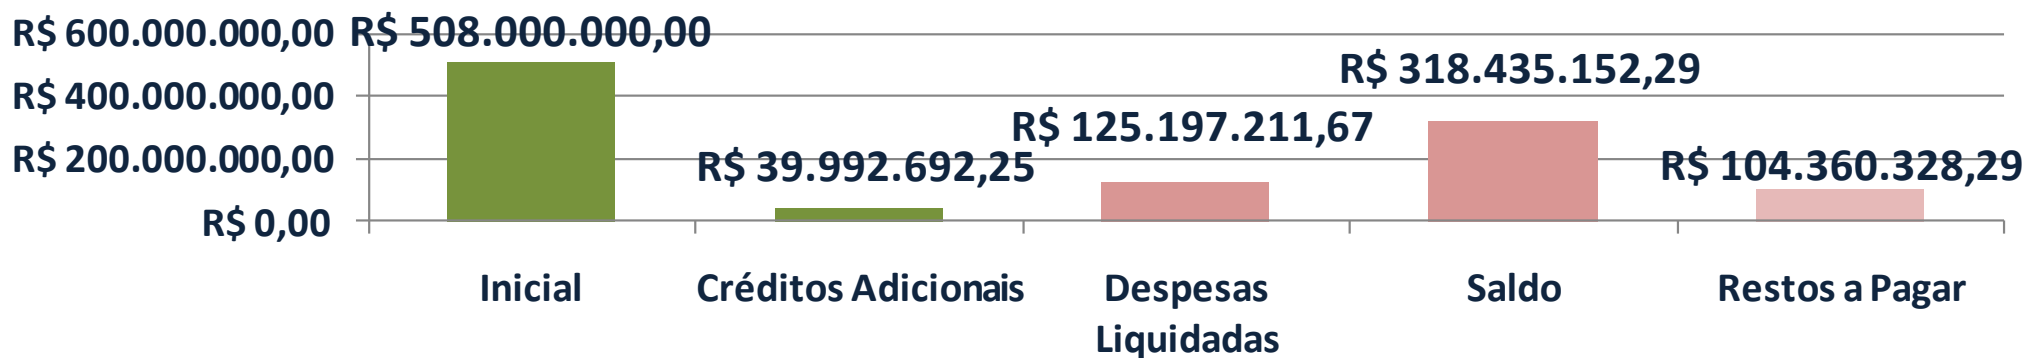 R$ 600.000.000,00
R$ 400.000.000,00
R$ 200.000.000,00
R$ 0,00
R$ 508.000.000,00
R$ 39.992.692,25
R$ 125.197.211,67
R$ 318.435.152,29
R$ 104.360.328,29
Inicial
Créditos Adicionais
Despesas
Liquidadas
Saldo
Restos a Pagar